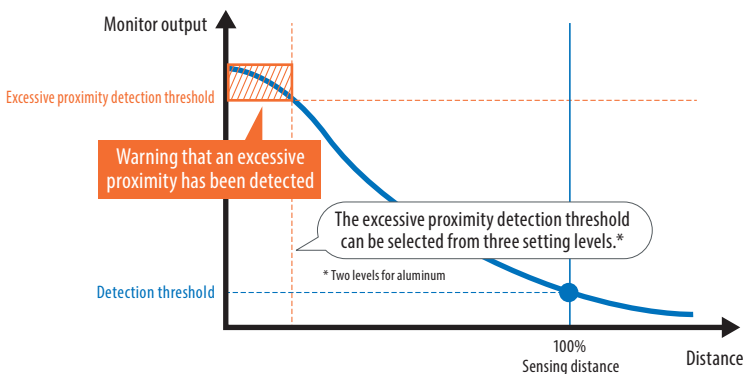 Monitor output
Excessive proximity detection threshold
Warning that an excessive
proximity has been detected
The excessive proximity detection threshold
can be selected from three setting levels.*
* Two levels for aluminum
Detection threshold
100%
Sensing distance
Distance